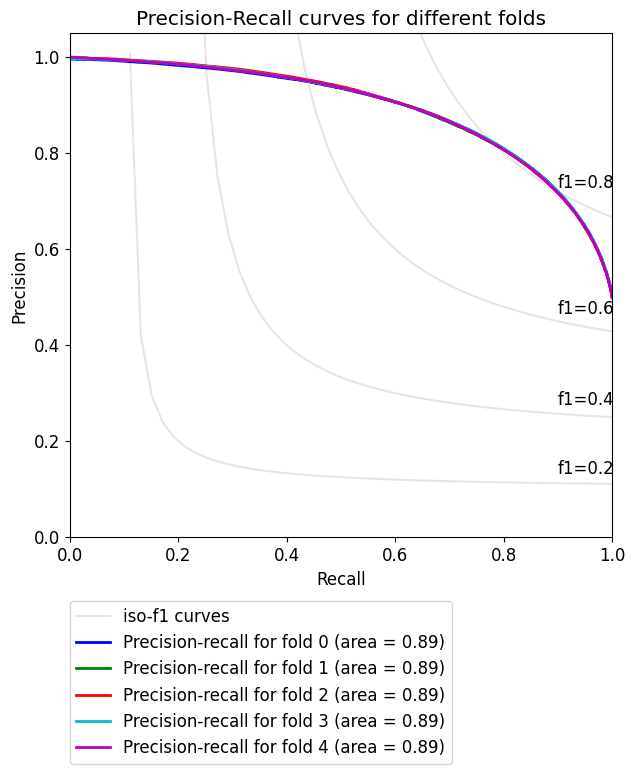 Precision-Recall curves for different folds
1.0
0.8
0.6
0.4
0.2
0.0
Precision
f1=0.8
f1=0.6
f1=0.4
f1=0.2
0.0 0.2 0.4 0.6 0.8 1.0
Recall
iso-f1 curves
Precision-recall for fold 0 (area = 0.89)
Precision-recall for fold 1 (area = 0.89)
Precision-recall for fold 2 (area = 0.89)
Precision-recall for fold 3 (area = 0.89)
Precision-recall for fold 4 (area = 0.89)